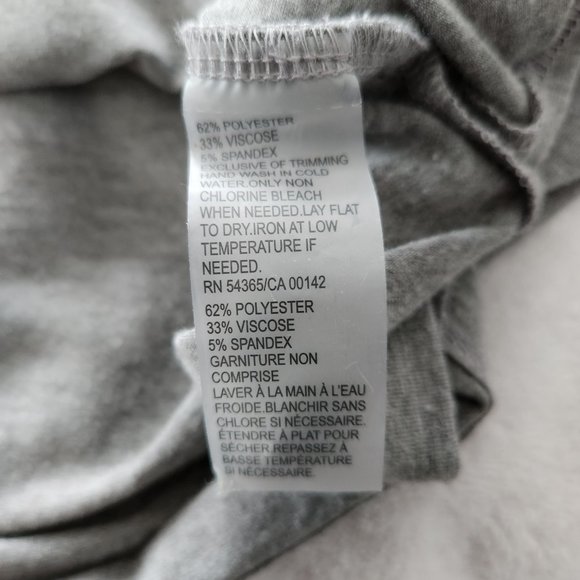 62% POLYESTER
33% VISCOSE
5% SPANDEX
EXCLUSIVE OF TRIMMING
HAND WASH IN COLD
WATER.ONLY NON
CHLORINE BLEACH
WHEN NEEDED.LAY FLAT
TO DRY.IRON AT LOW
TEMPERATURE IF
NEEDED.
RN 54365/CA 00142
62% POLYESTER
33% VISCOSE
5% SPANDEX
GARNITURE NON
COMPRISE
LAVER À LA MAIN À L'EAU
FROIDE.BLANCHIR SANS
CHLORE SI NÉCESSAIRE.
ÉTENDRE À PLAT POUR
SÉCHER.REPASSEZ À
BASSE TEMPÉRATURE
SI NÉCESSAIRE.